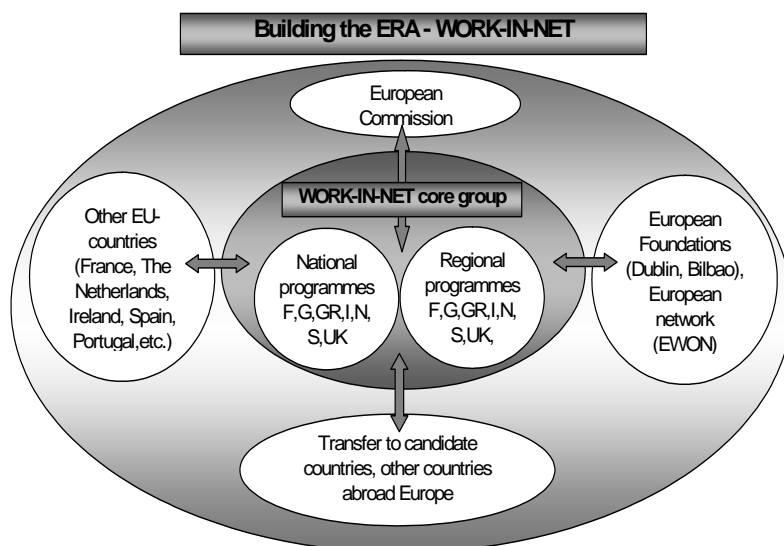 Building the ERA - WORK-IN-NET
European
Commission
WORK-IN-NET core group
Other EU-
countries
(France, The
Netherlands,
Ireland, Spain,
Portugal,etc.)
National
programmes
F,G,GR,I,N,
S,UK
Regional
programmes
F,G,GR,I,N,
S,UK,
European
Foundations
(Dublin, Bilbao),
European
network
(EWON)
Transfer to candidate
countries, other countries
abroad Europe